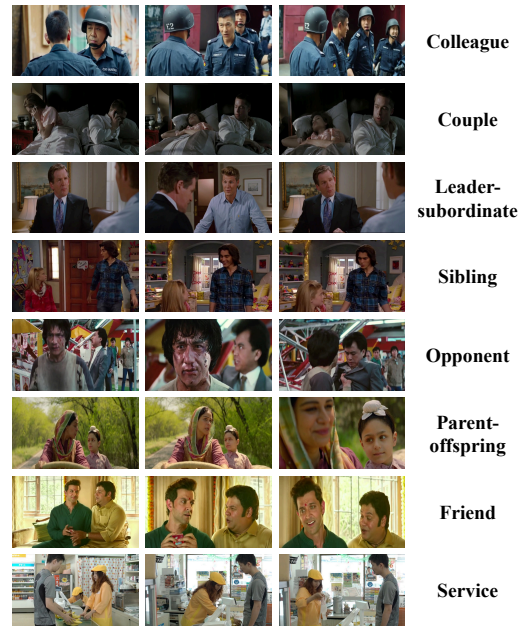 Colleague
Couple
Leader-
subordinate
Sibling
Opponent
Parent-
offspring
Friend
Service